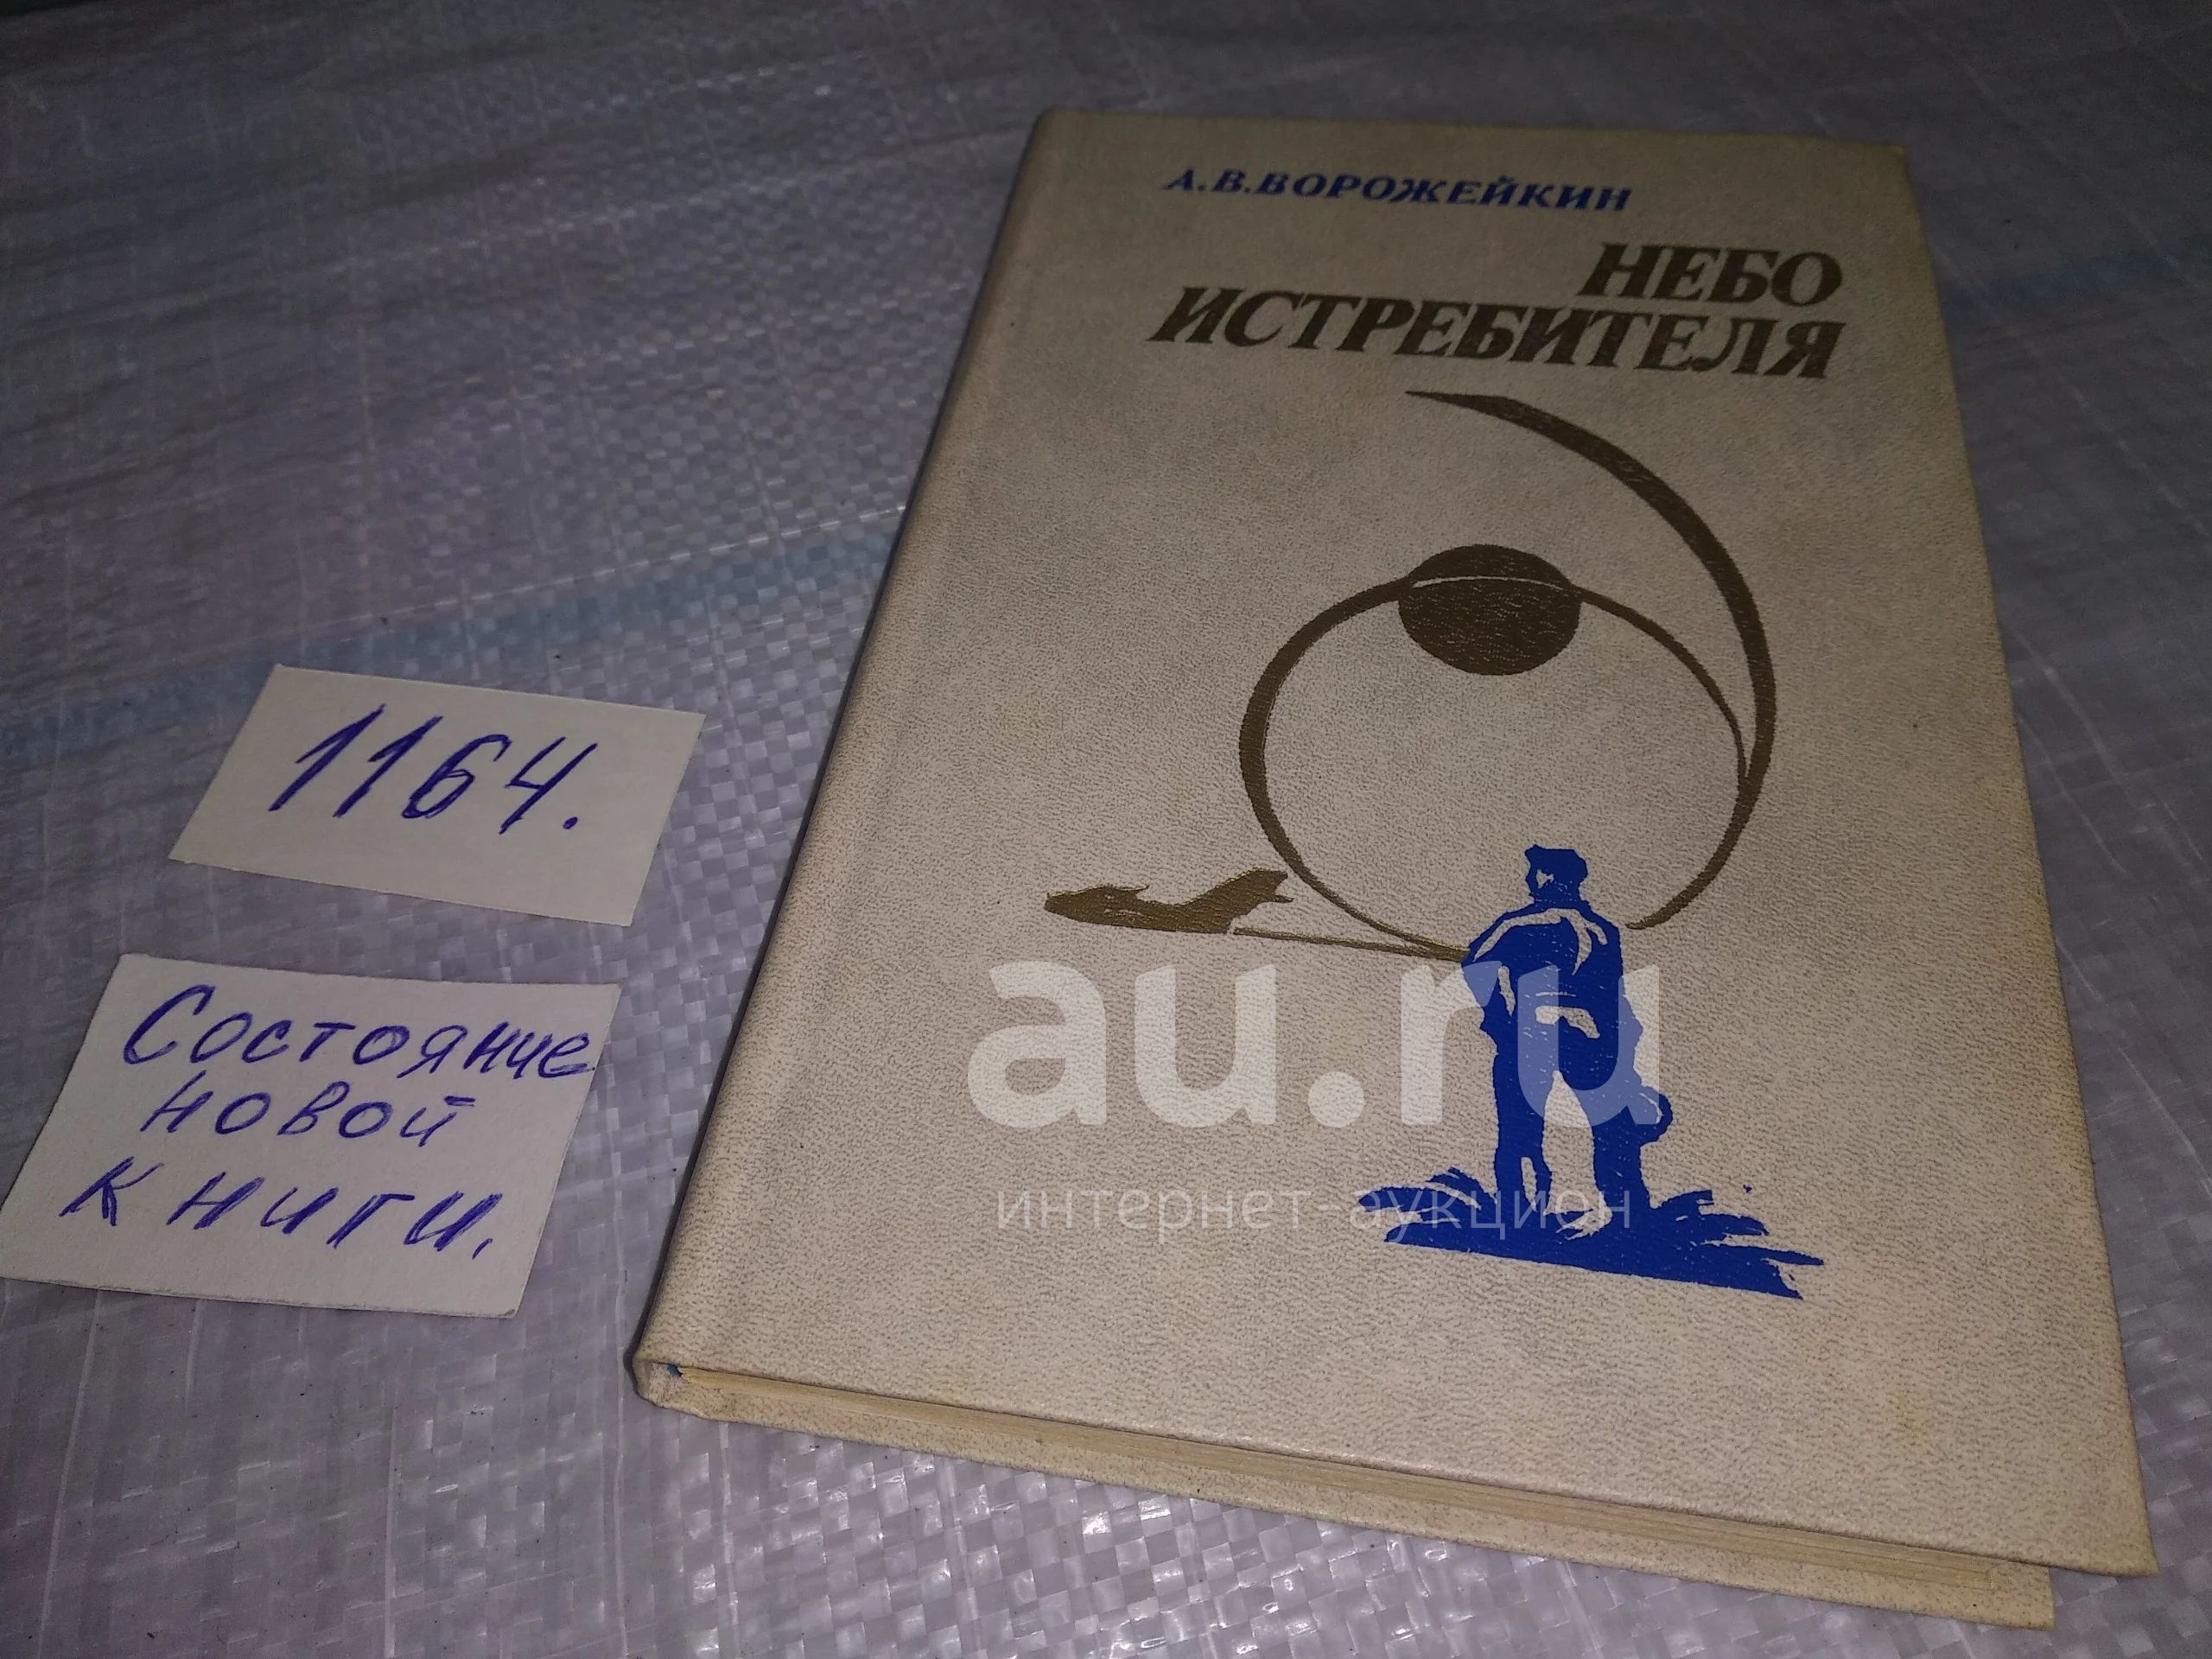 А.В.ВОРОЖЕЙКИН
НЕБО
ИСТРЕБИТЕЛЯ
1164.
Состояние
новой
книги.
au.ru
интернет-аукцион